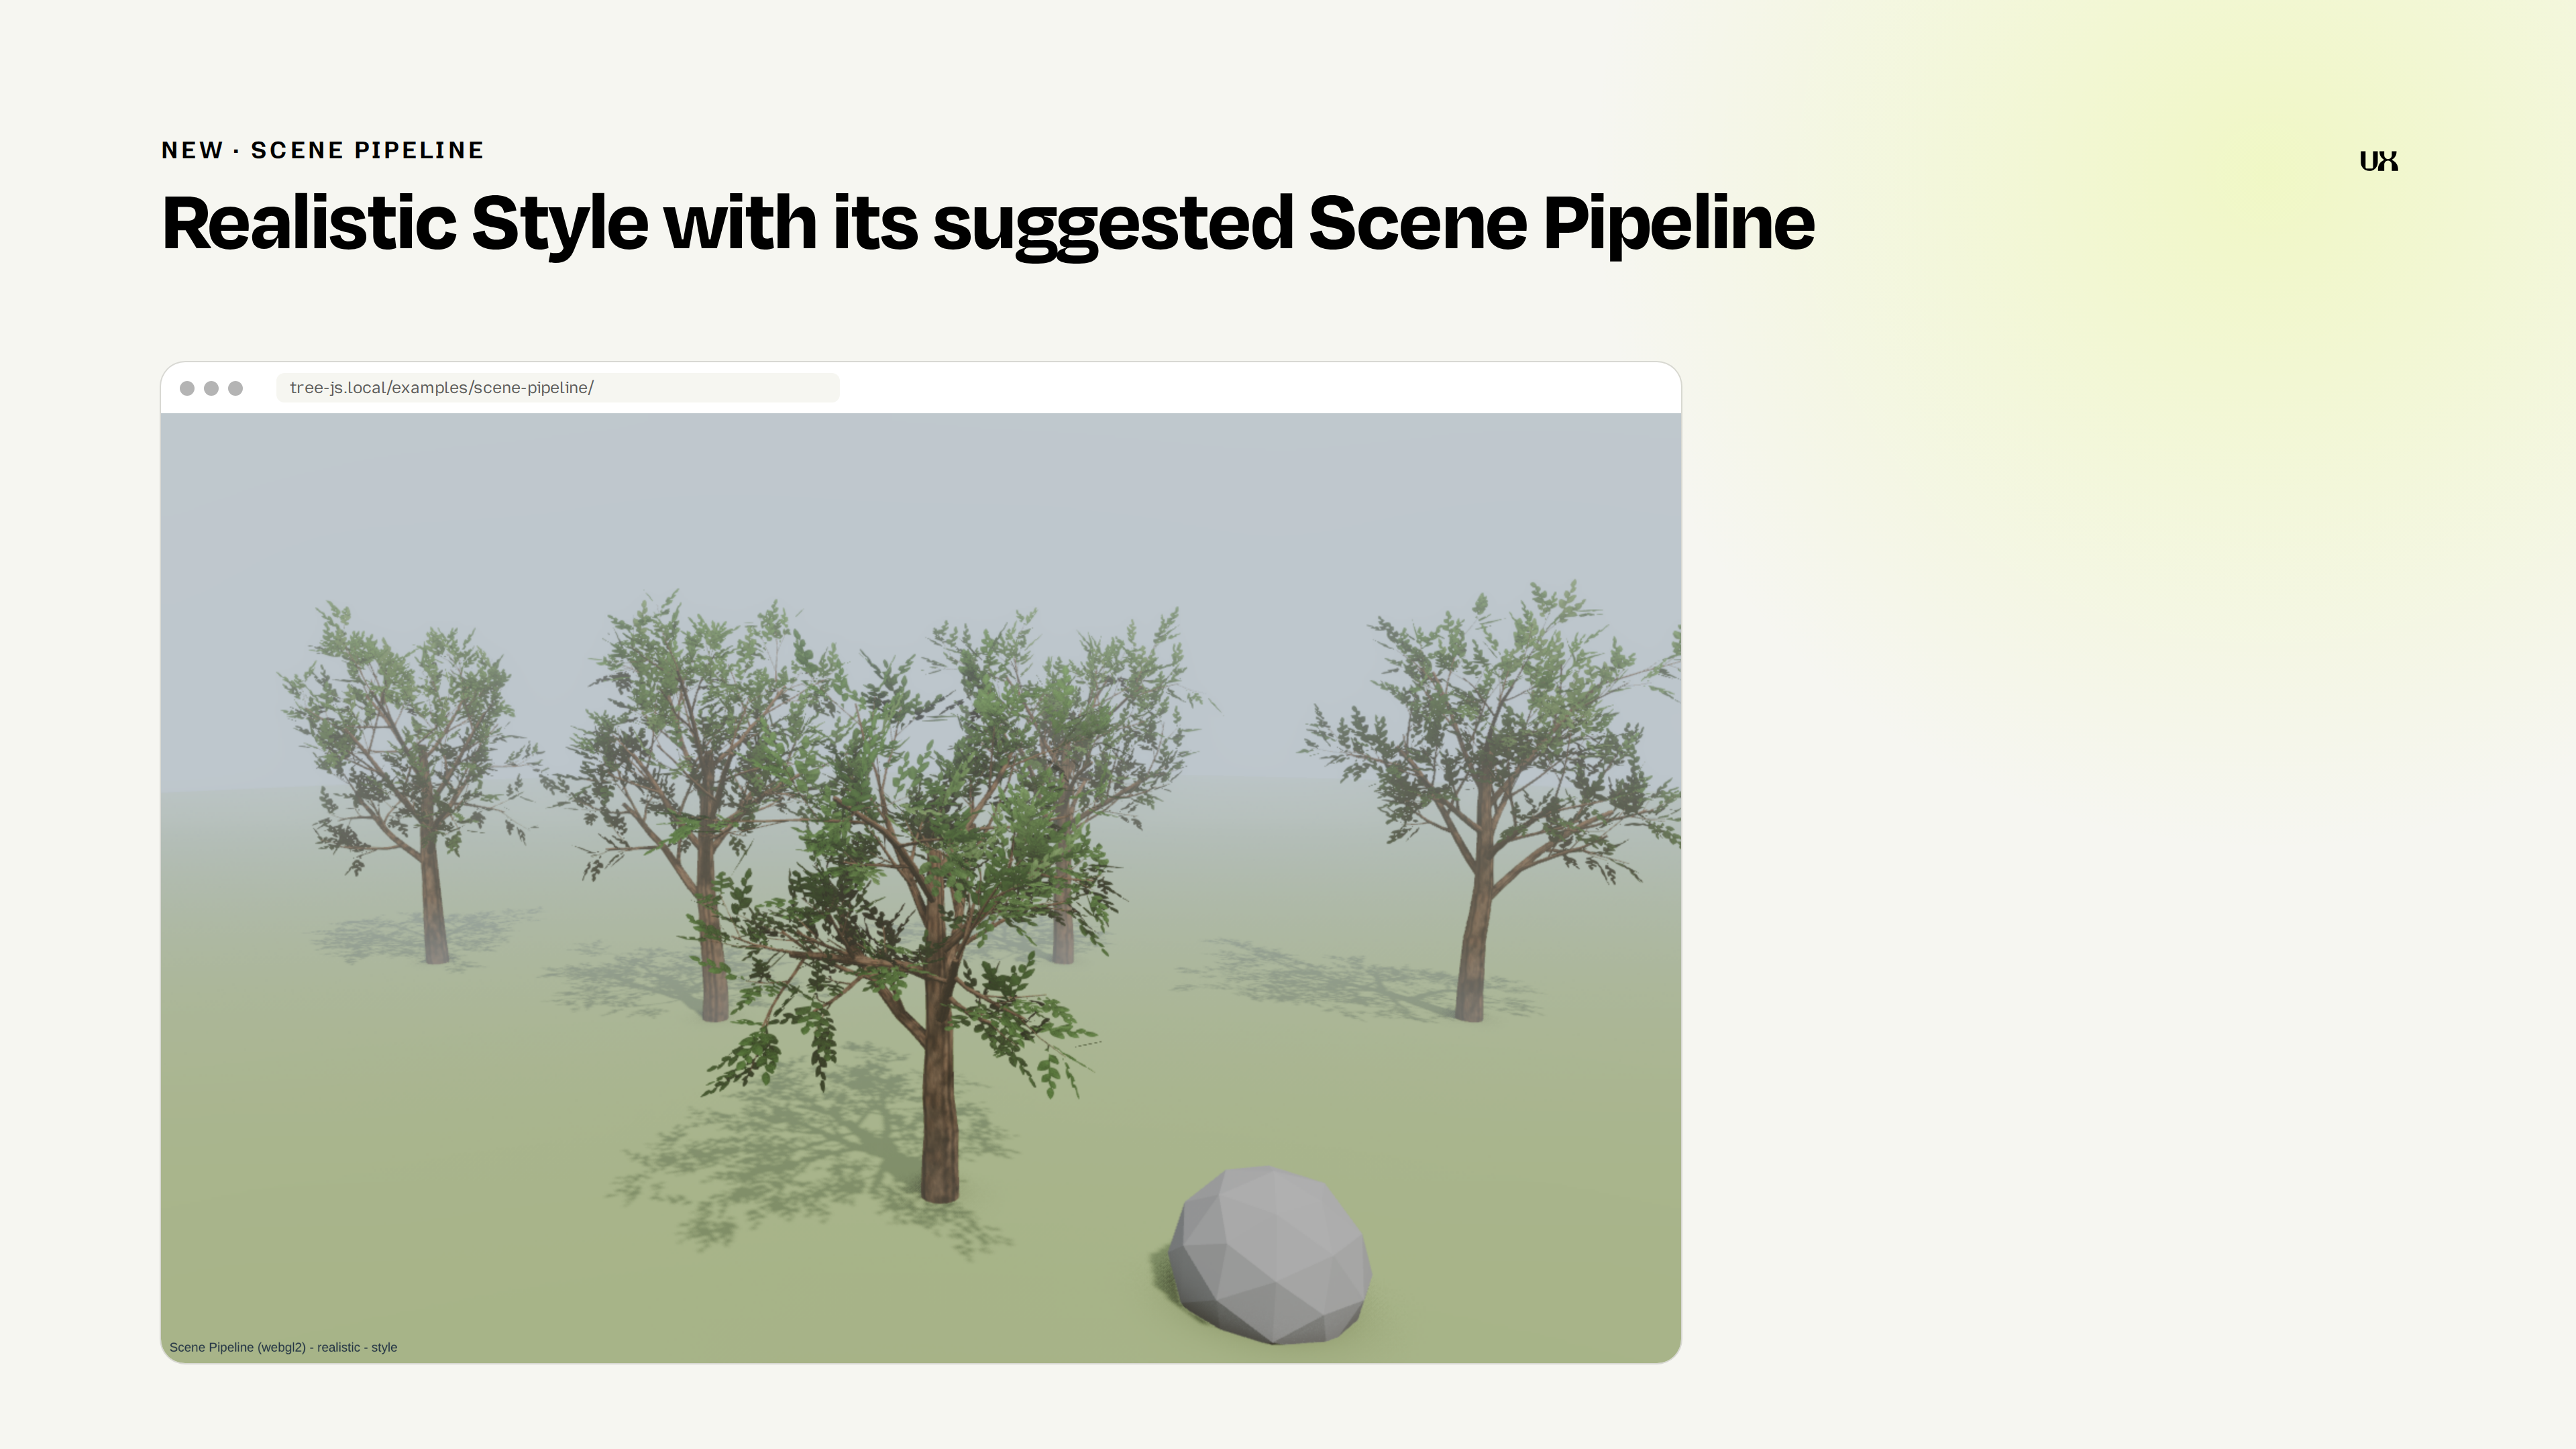 NEW · SCENE PIPELINE
UX
Realistic Style with its suggested Scene Pipeline
tree-js.local/examples/scene-pipeline/
Scene Pipeline (webgl2) - realistic - style